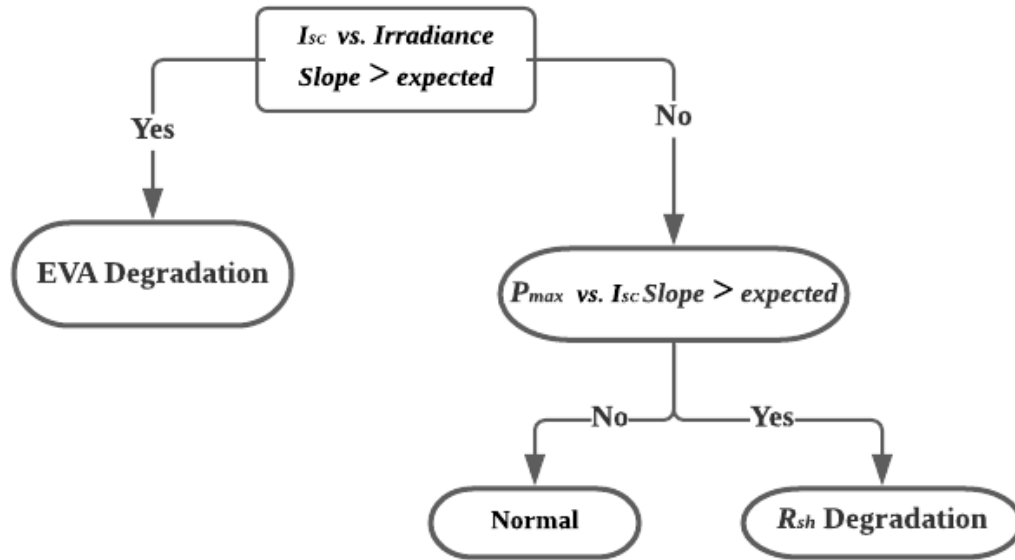 Isc vs. Irradiance
Slope > expected
Yes
No
EVA Degradation
Pmax vs. Isc Slope > expected
No
Yes
Normal
Rsh Degradation